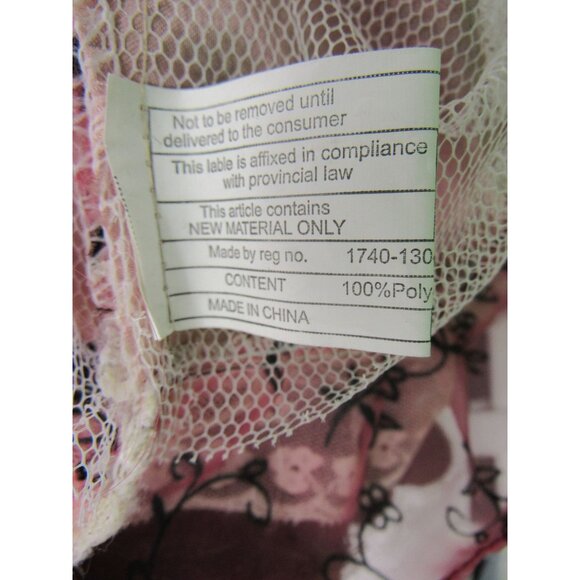 Not to be removed until
delivered to the consumer
This lable is affixed in compliance
with provincial law
This article contains
NEW MATERIAL ONLY
Made by reg no. 1740-130
CONTENT 100%Poly
MADE IN CHINA